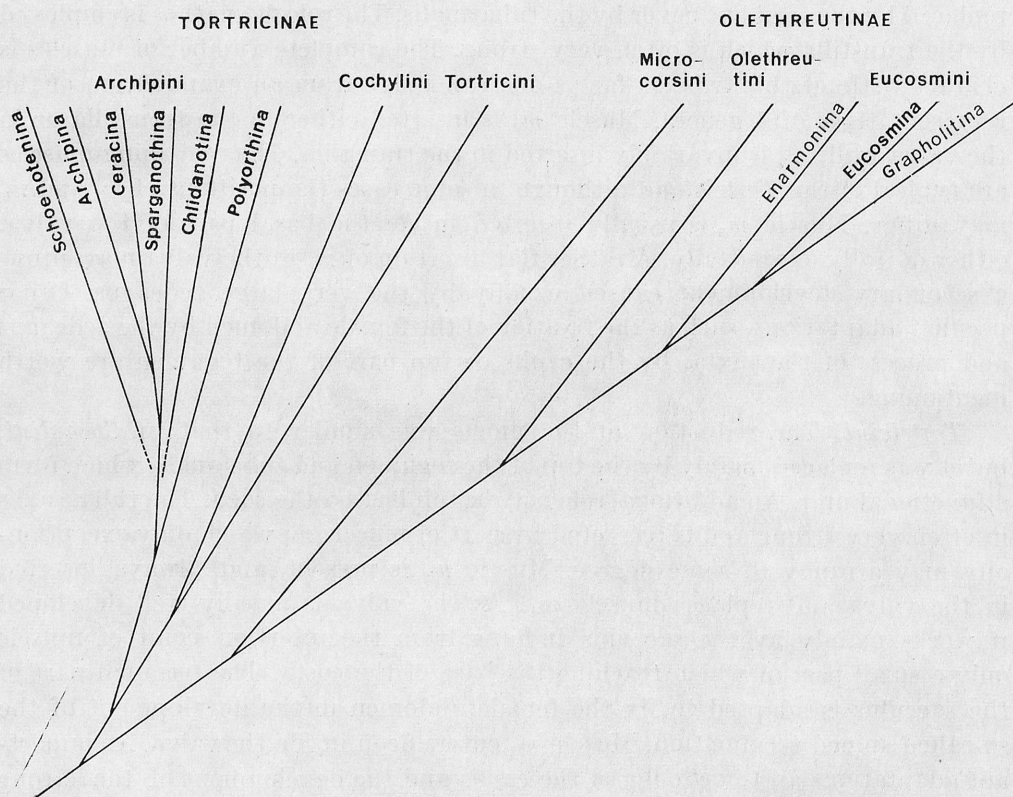 TORTRICINAE OLETHREUTINAE
Archipini Cochylini Tortricini Micro- Olethreu- Eucosmini
corsini tini
Schoenotenina Archipina Ceracina Sparganothina Chlidanotina Polyorthina Enarmoniina Eucosmina Grapholitina